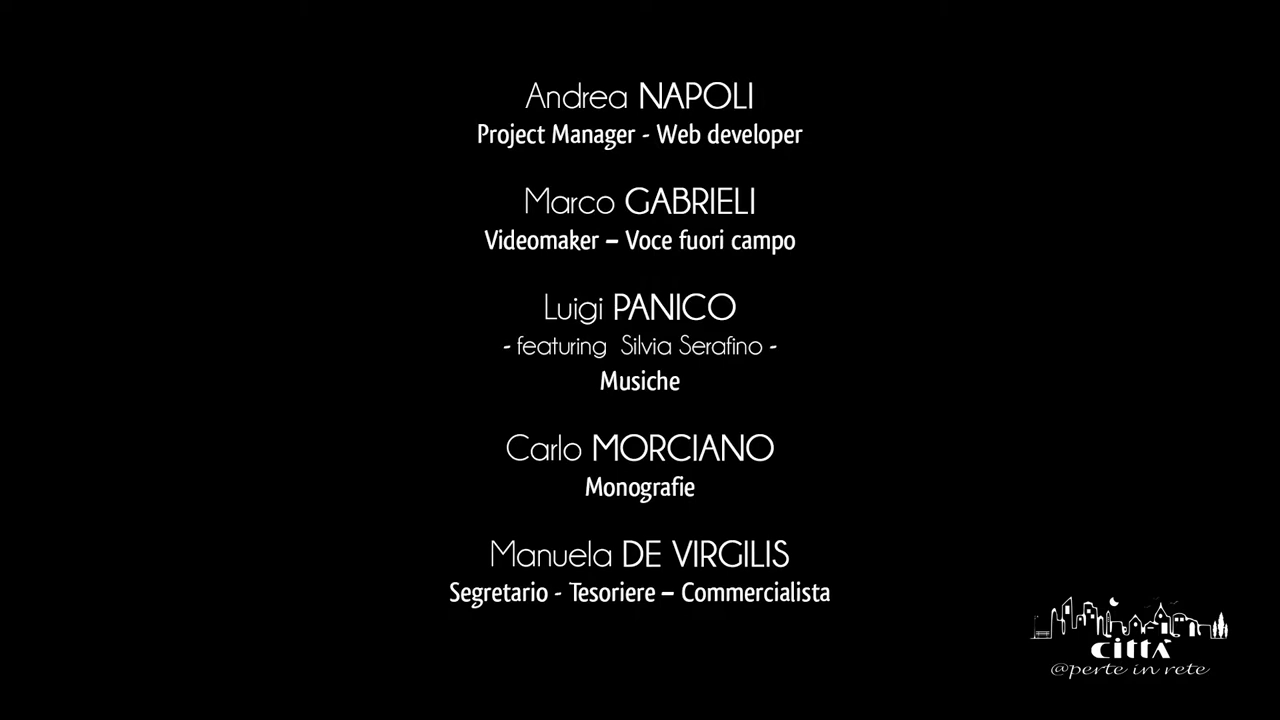 Andrea NAPOLI
Project Manager - Web developer
Marco GABRIELI
Videomaker – Voce fuori campo
Luigi PANICO
- featuring Silvia Serafino -
Musiche
Carlo MORCIANO
Monografie
Manuela DE VIRGILIS
Segretario - Tesoriere – Commercialista
CITTÀ
@perte in rete